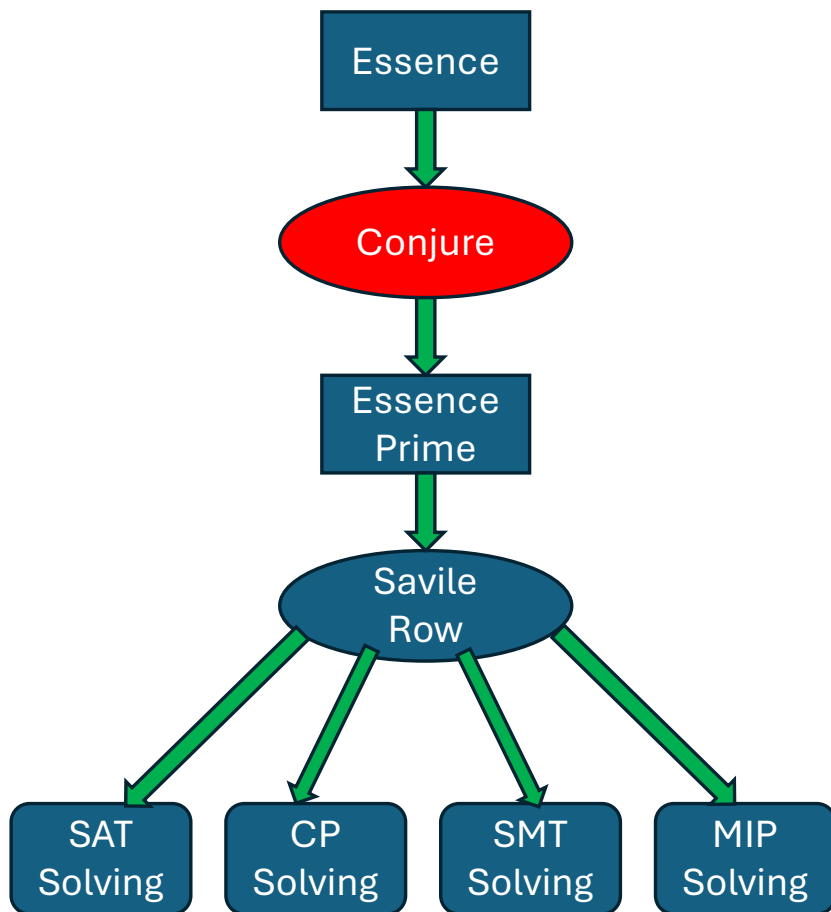 Essence
Conjure
Essence
Prime
Savile
Row
SAT
Solving
CP
Solving
SMT
Solving
MIP
Solving